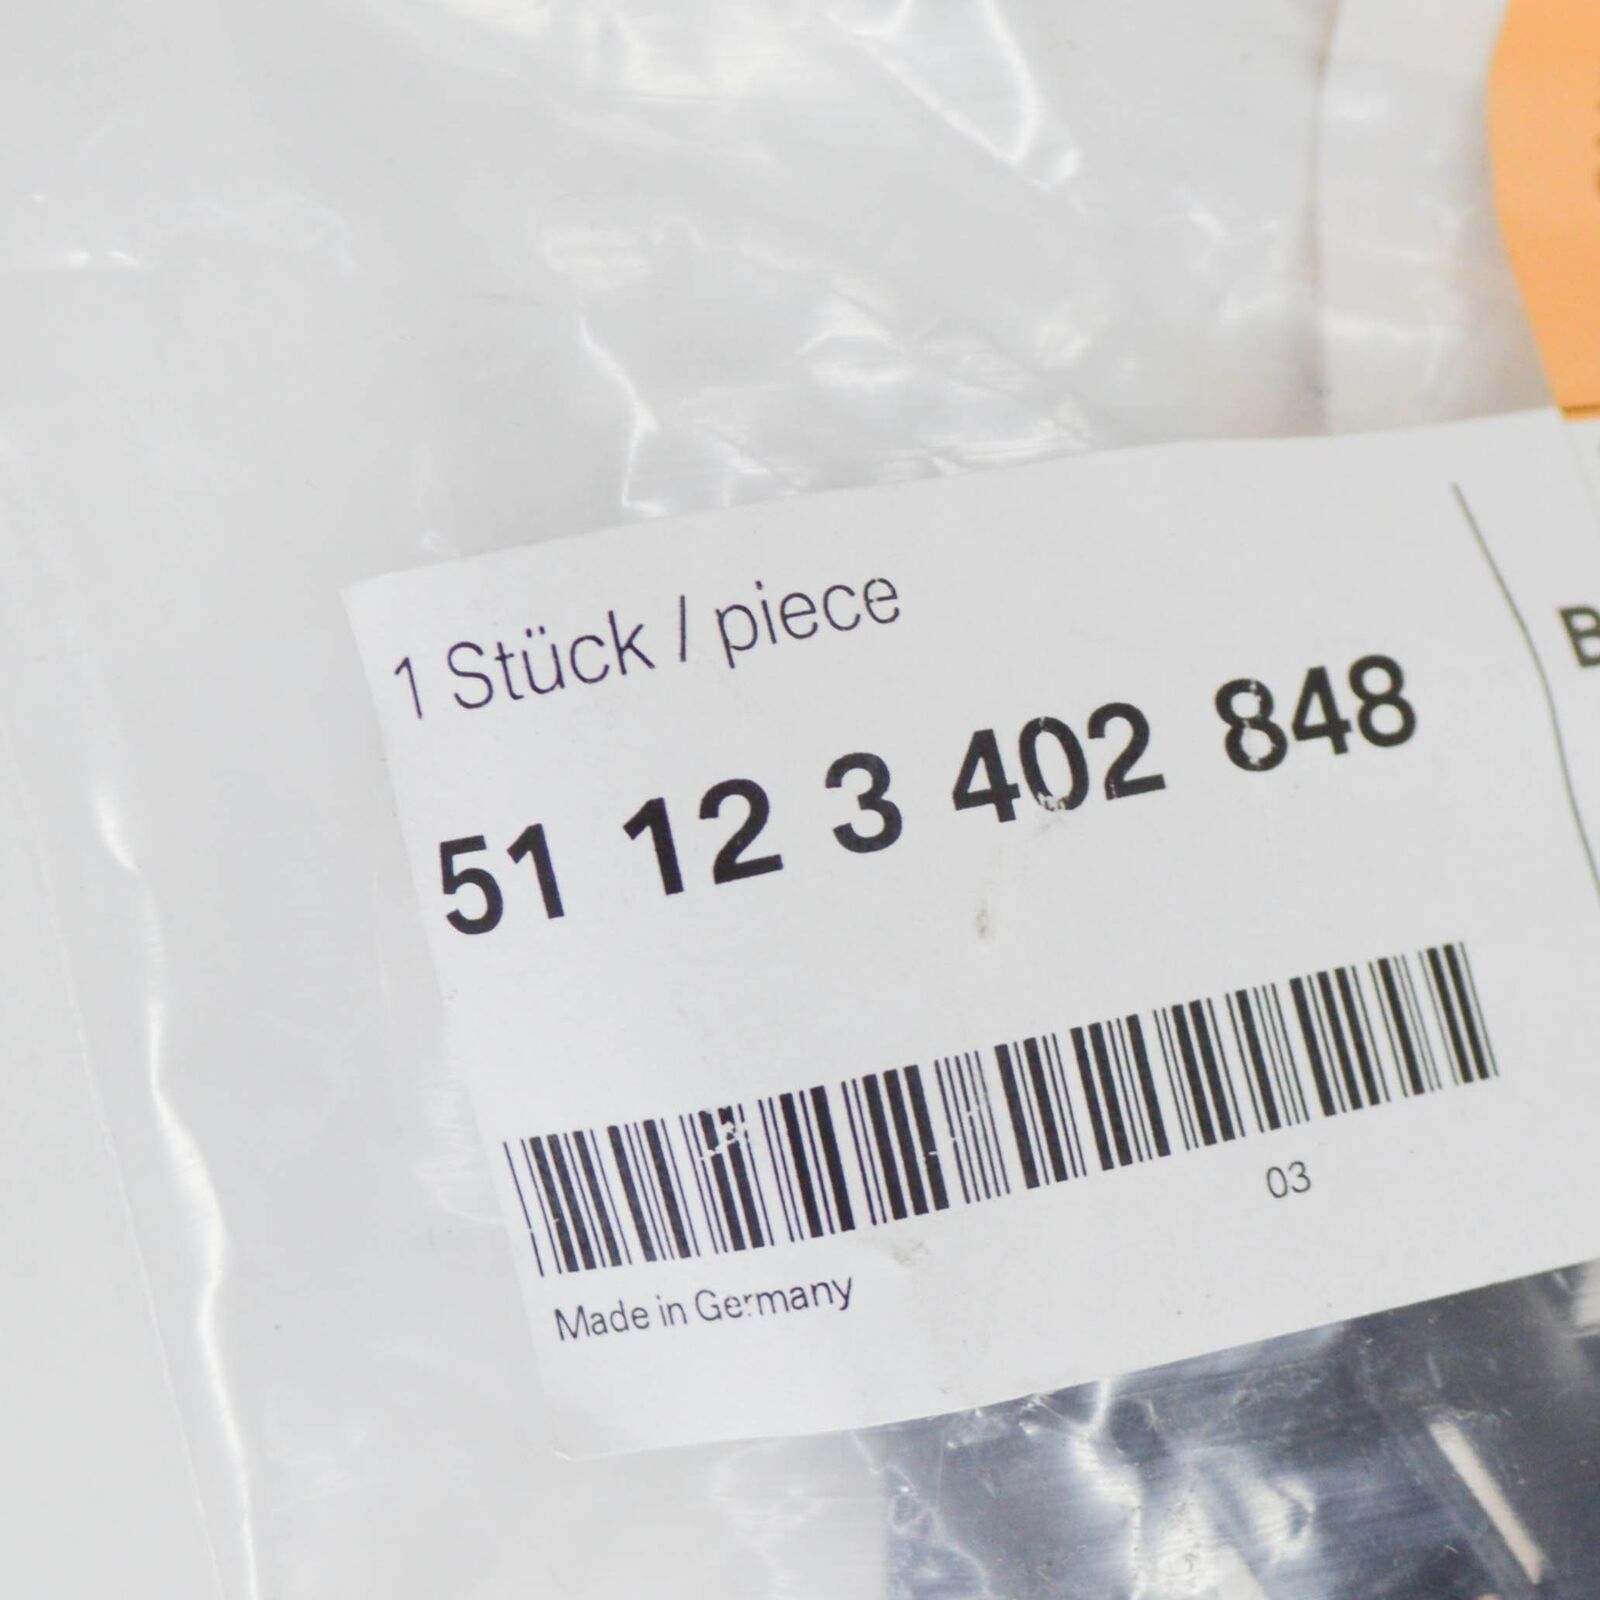 1 Stück / piece
51 12 3 402 848
03
Made in Germany
B